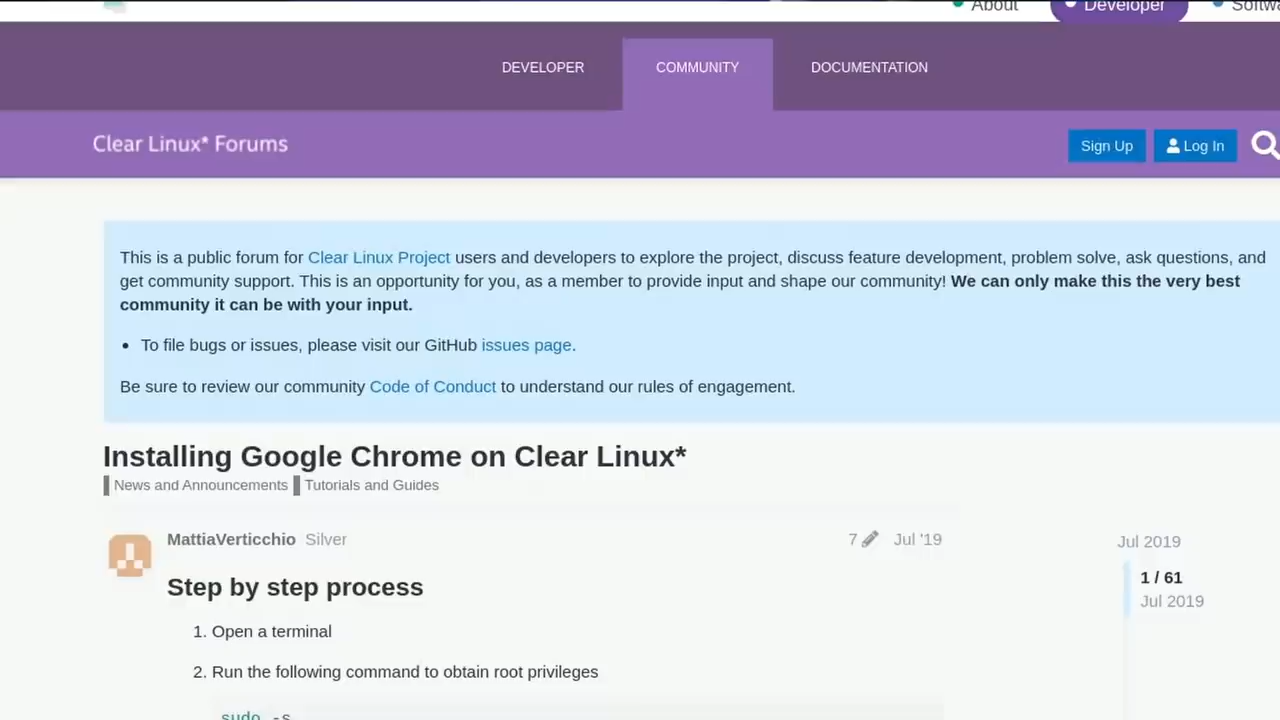 About
Developer
DEVELOPER
COMMUNITY
DOCUMENTATION
Clear Linux* Forums
Sign Up
Log In
This is a public forum for Clear Linux Project users and developers to explore the project, discuss feature development, problem solve, ask questions, and
get community support. This is an opportunity for you, as a member to provide input and shape our community! We can only make this the very best
community it can be with your input.
• To file bugs or issues, please visit our GitHub issues page.
Be sure to review our community Code of Conduct to understand our rules of engagement.
Installing Google Chrome on Clear Linux*
News and Announcements
Tutorials and Guides
MattiaVerticchio Silver
7
Jul '19
Jul 2019
1 / 61
Jul 2019
Step by step process
1. Open a terminal
2. Run the following command to obtain root privileges
sudo -s